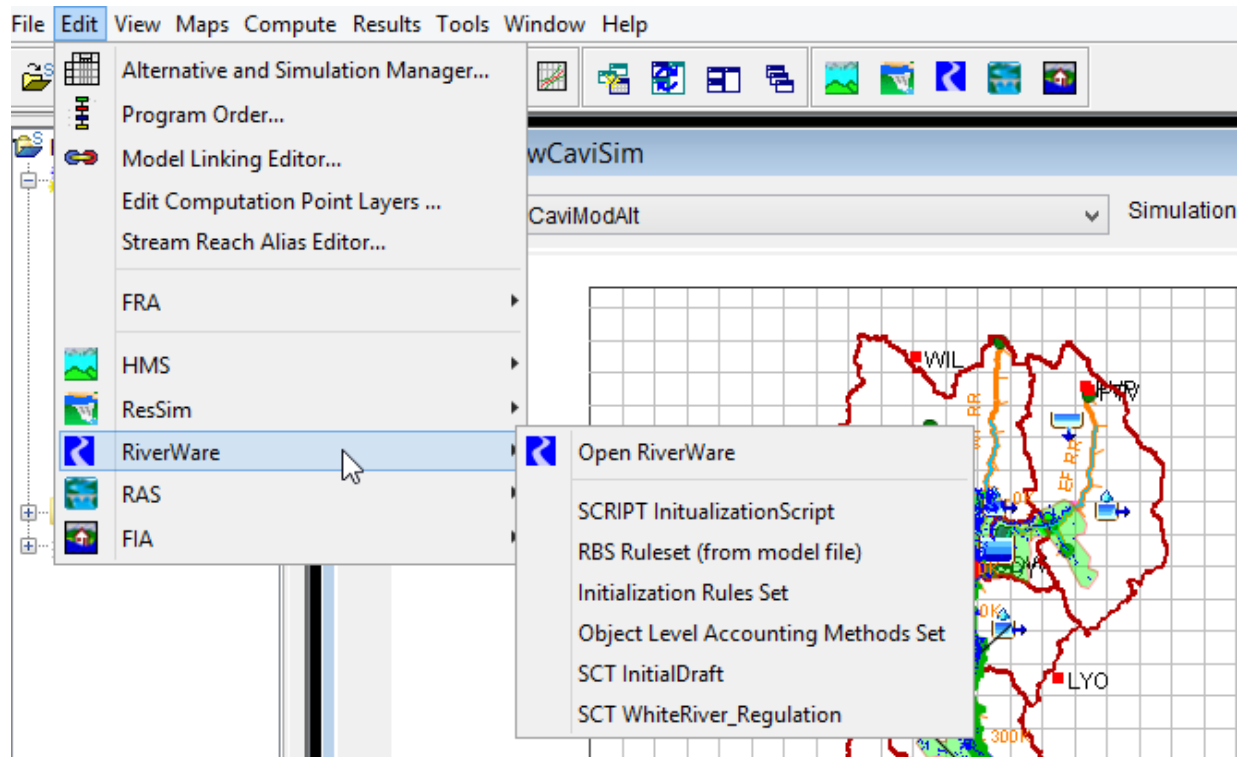 File Edit View Maps Compute Results Tools Window Help
Alternative and Simulation Manager...
Program Order...
Model Linking Editor...
Edit Computation Point Layers ...
Stream Reach Alias Editor...
FRA
HMS
ResSim
RiverWare
RAS
FIA
Open RiverWare
SCRIPT InitualizationScript
RBS Ruleset (from model file)
Initialization Rules Set
Object Level Accounting Methods Set
SCT InitialDraft
SCT WhiteRiver_Regulation
wCaviSim
CaviModAlt
Simulation
WIL
EF RR
LYO
300K